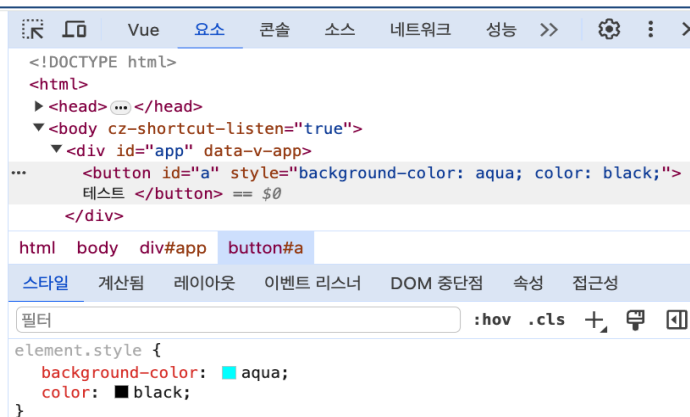 Vue 요소 콘솔 소스 네트워크 성능 >>
<!DOCTYPE html>
<html>
<head> ... </head>
<body cz-shortcut-listen="true">
<div id="app" data-v-app>
... <button id="a" style="background-color: aqua; color: black;">
테스트 </button> == $0
</div>
html body div#app button#a
스타일 계산됨 레이아웃 이벤트 리스너 DOM 중단점 속성 접근성
필터 :hov .cls
element.style {
background-color: aqua;
color: black;
}